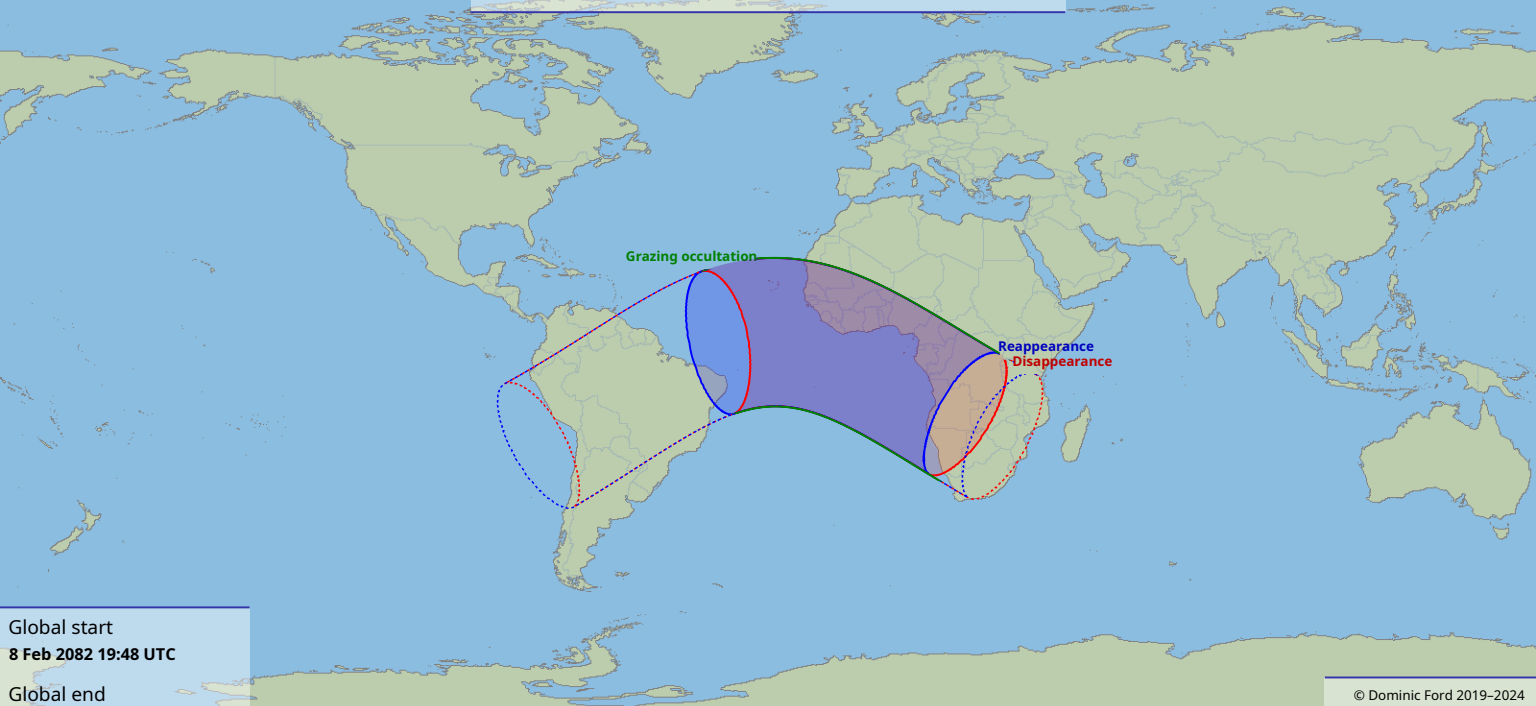 Grazing occultation
Reappearance
Disappearance
Global start
8 Feb 2082 19:48 UTC
Global end
© Dominic Ford 2019–2024